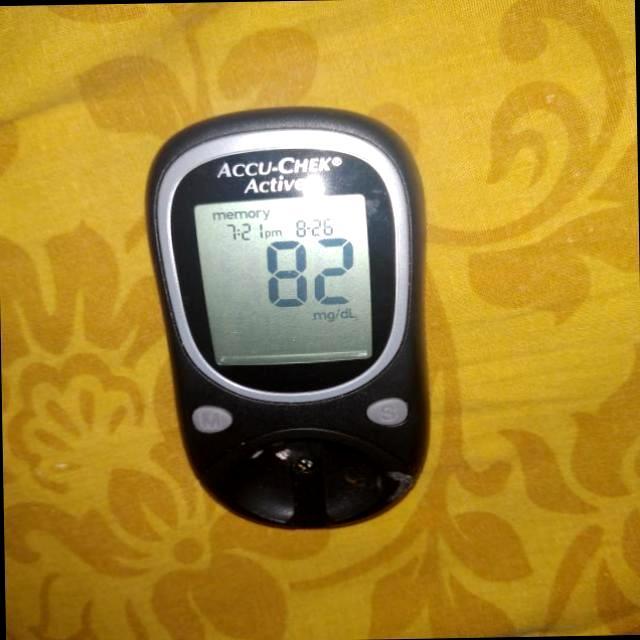 ACCU-CHEK®
Active
memory
7:21pm 8-26
82
mg/dL
M
S